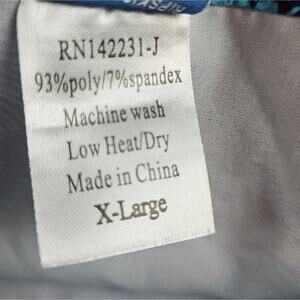 RN142231-J
93%poly/7%spandex
Machine wash
Low Heat/Dry
Made in China
X-Large